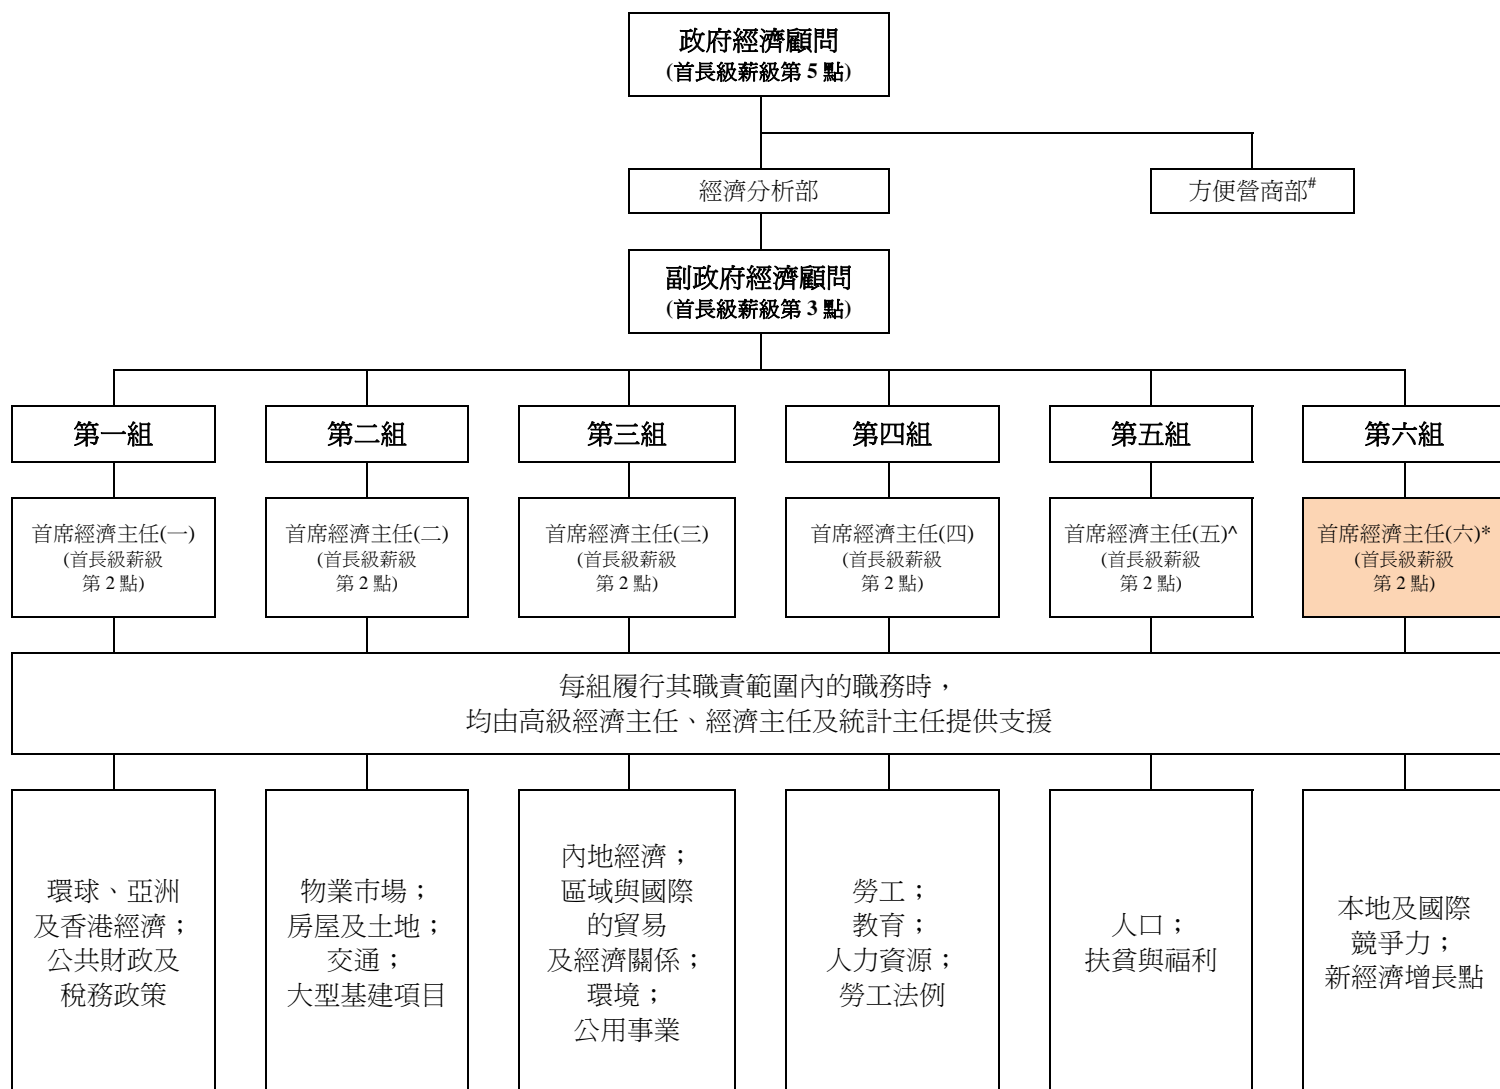 政府經濟顧問
(首長級薪級第 5 點)
經濟分析部
方便營商部#
副政府經濟顧問
(首長級薪級第 3 點)
第一組
第二組
第三組
第四組
第五組
第六組
首席經濟主任(一)
(首長級薪級
第 2 點)
首席經濟主任(二)
(首長級薪級
第 2 點)
首席經濟主任(三)
(首長級薪級
第 2 點)
首席經濟主任(四)
(首長級薪級
第 2 點)
首席經濟主任(五)^
(首長級薪級
第 2 點)
首席經濟主任(六)*
(首長級薪級
第 2 點)
每組履行其職責範圍內的職務時，
均由高級經濟主任、經濟主任及統計主任提供支援
環球、亞洲
及香港經濟；
公共財政及
稅務政策
物業市場；
房屋及土地；
交通；
大型基建項目
內地經濟；
區域與國際
的貿易
及經濟關係；
環境；
公用事業
勞工；
教育；
人力資源；
勞工法例
人口；
扶貧與福利
本地及國際
競爭力；
新經濟增長點